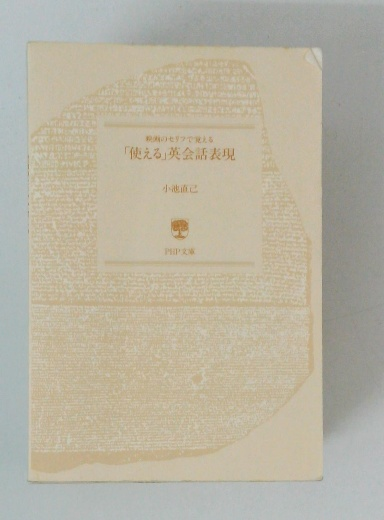 映画のセリフで覚える
「使える」英会話表現
小池直己
PHP文庫